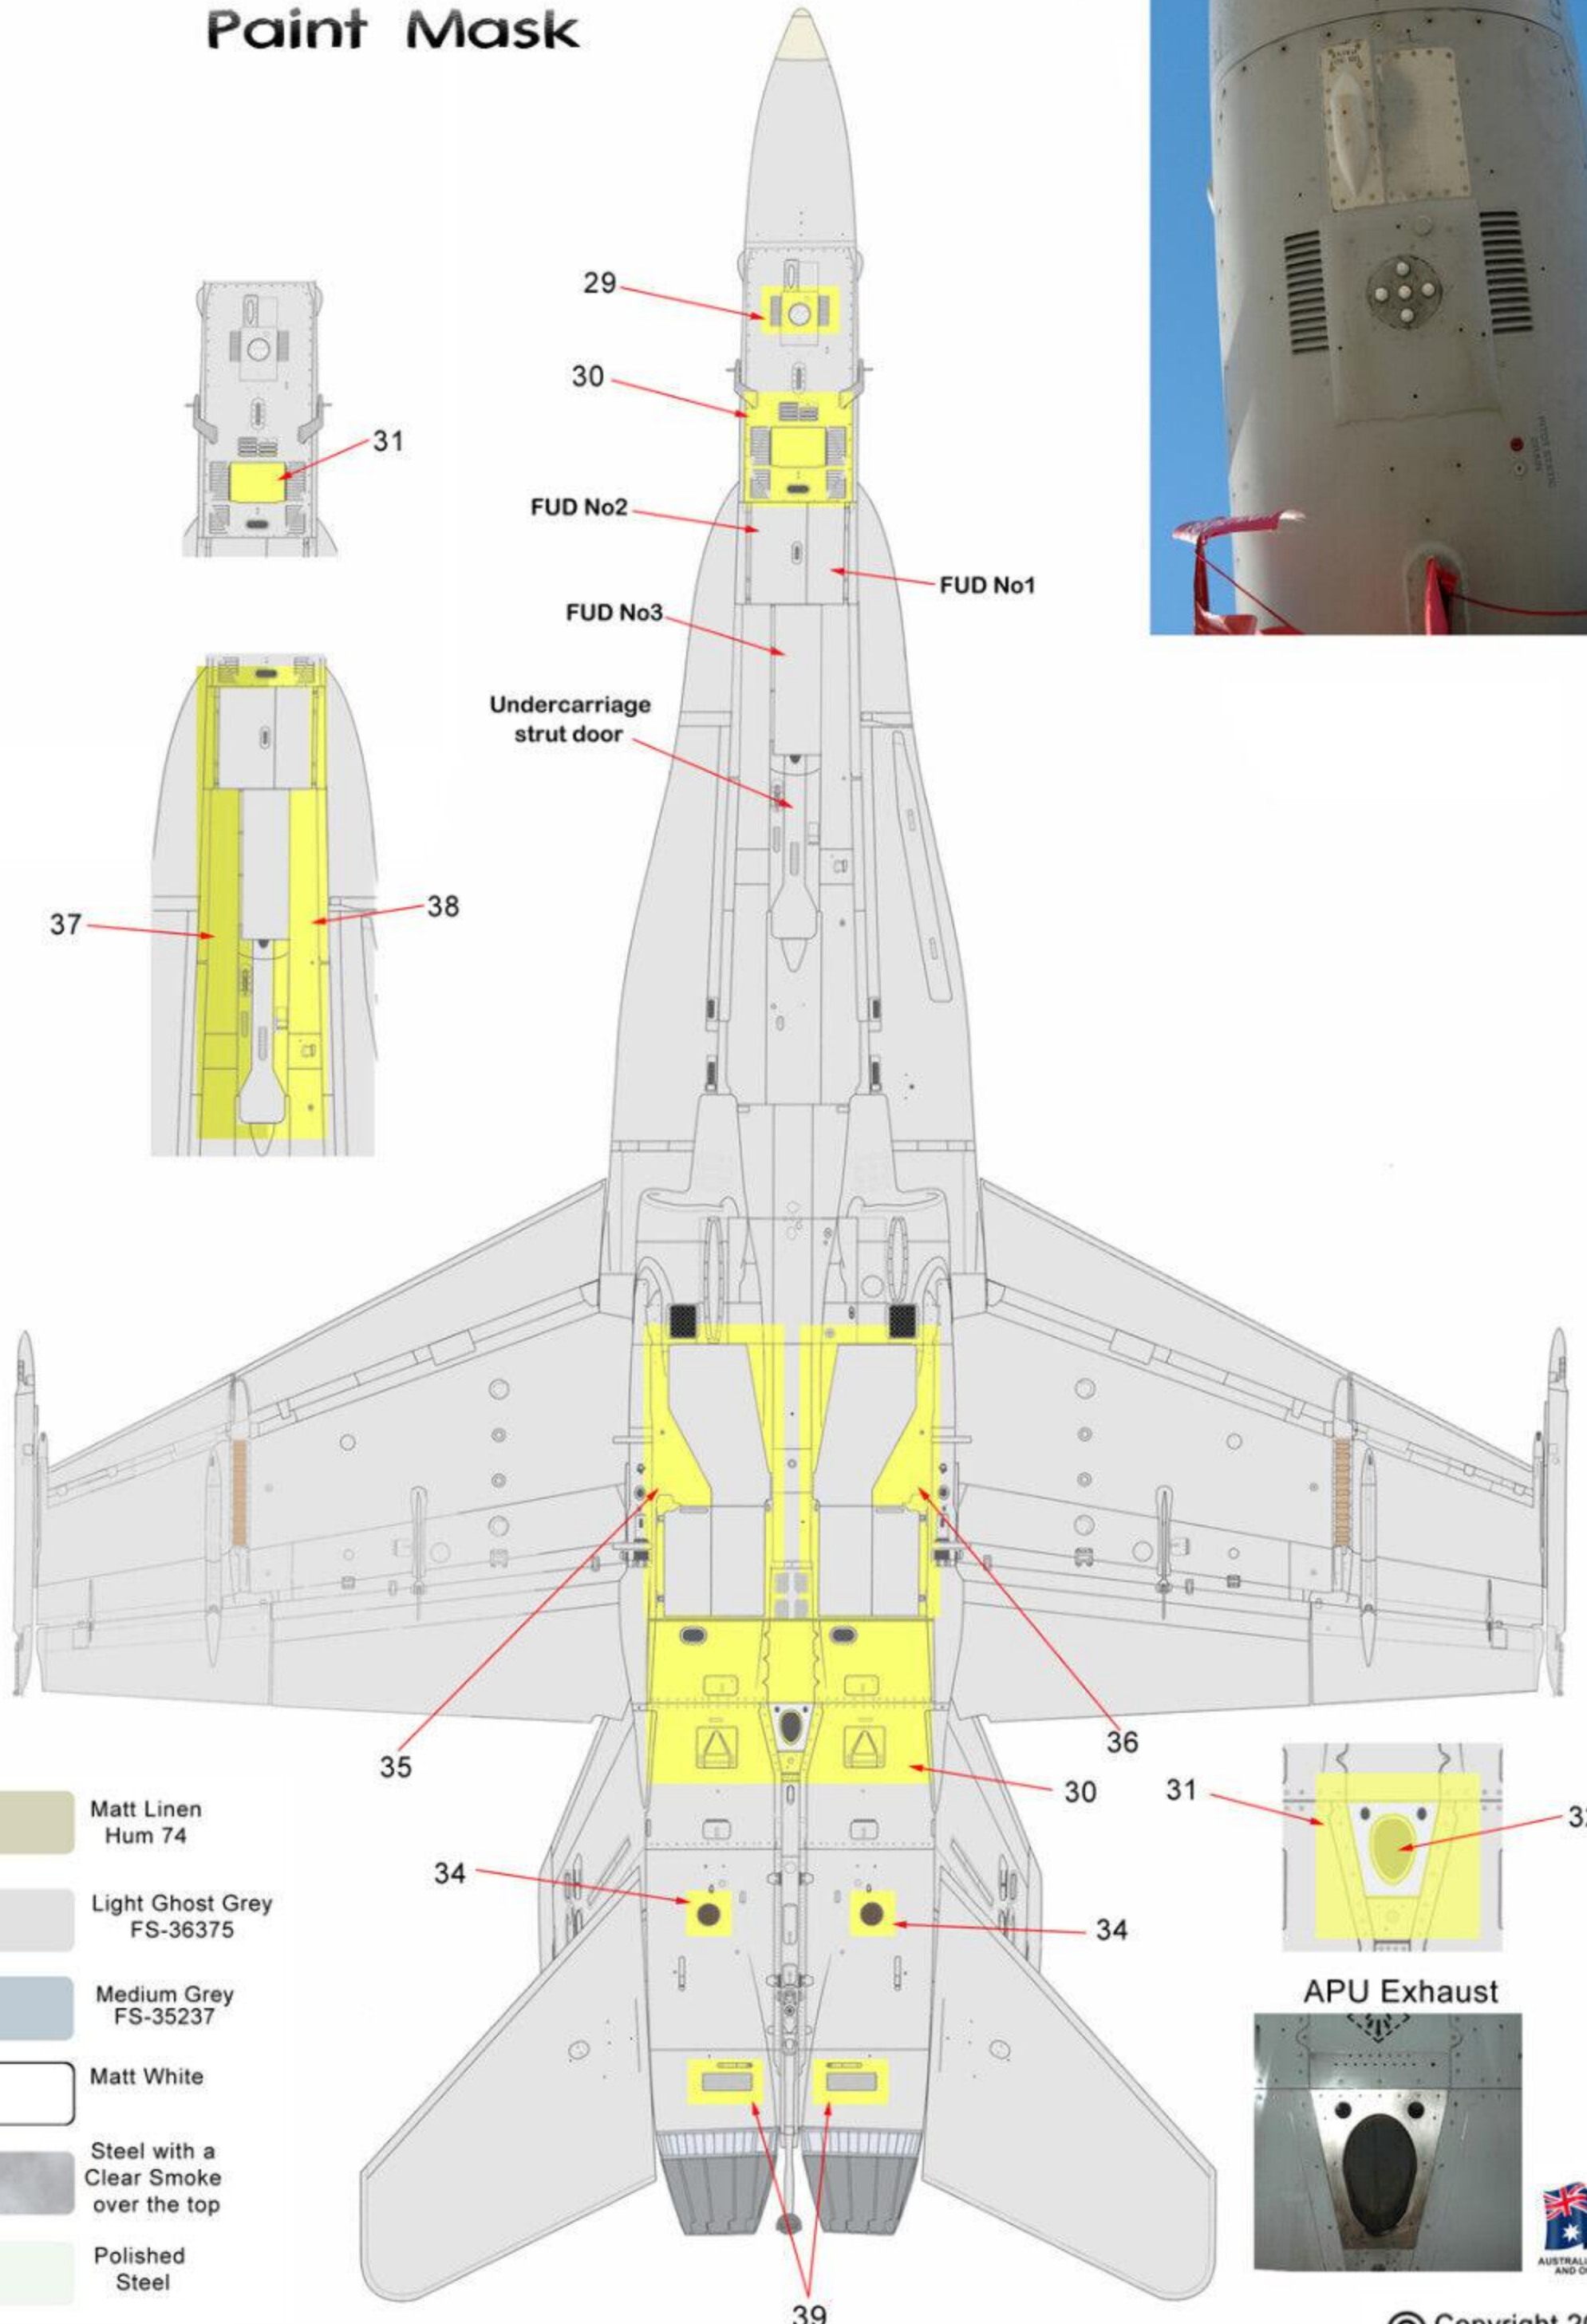 Paint Mask
29
30
31
FUD No2
FUD No1
FUD No3
Undercarriage
strut door
37
38
35
36
30
31
34
34
39
Matt Linen
Hum 74
Light Ghost Grey
FS-36375
Medium Grey
FS-35237
Matt White
Steel with a
Clear Smoke
over the top
Polished
Steel
APU Exhaust
© Copyright